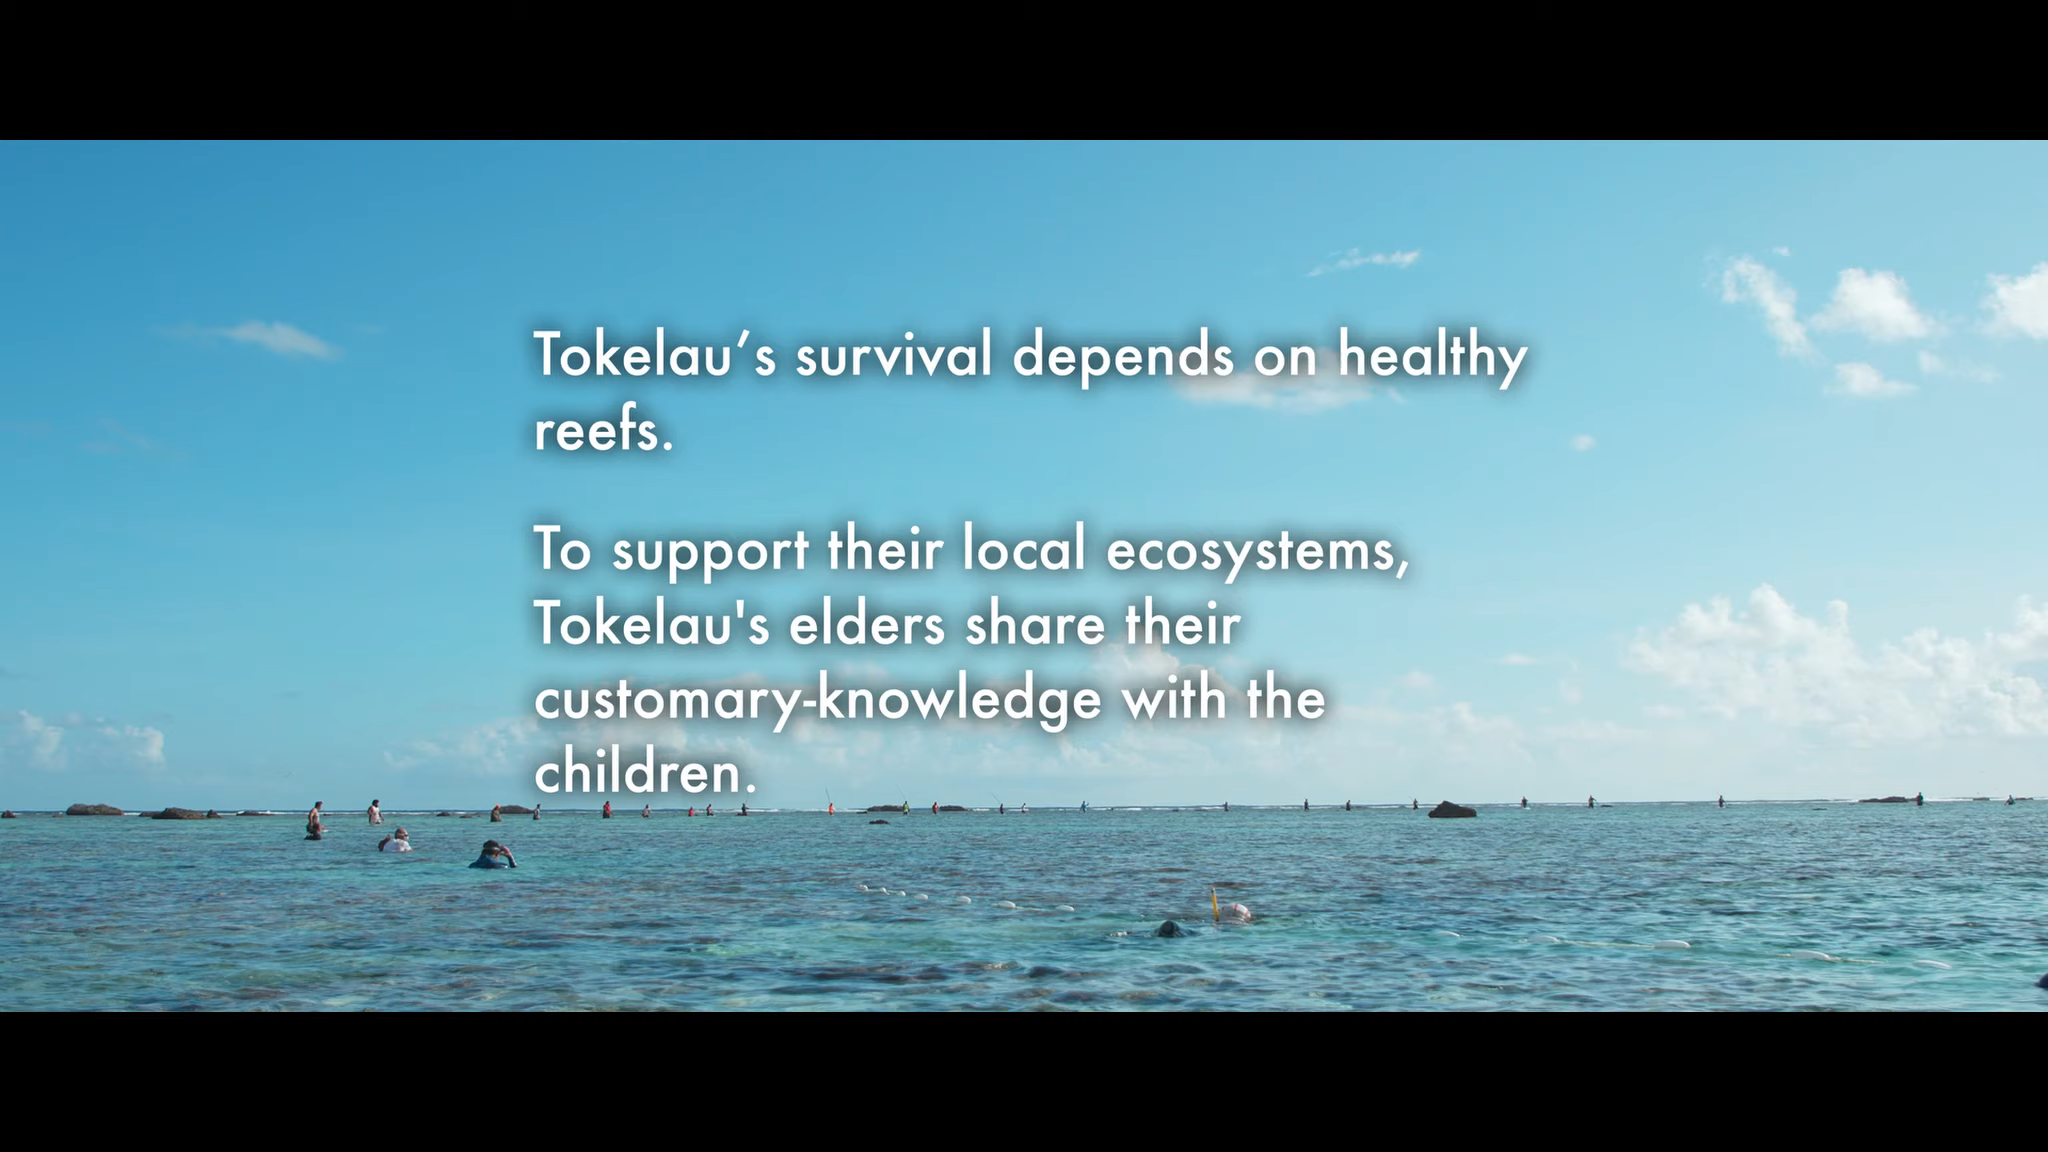 Tokelau’s survival depends on healthy
reefs.
To support their local ecosystems,
Tokelau's elders share their
customary-knowledge with the
children.